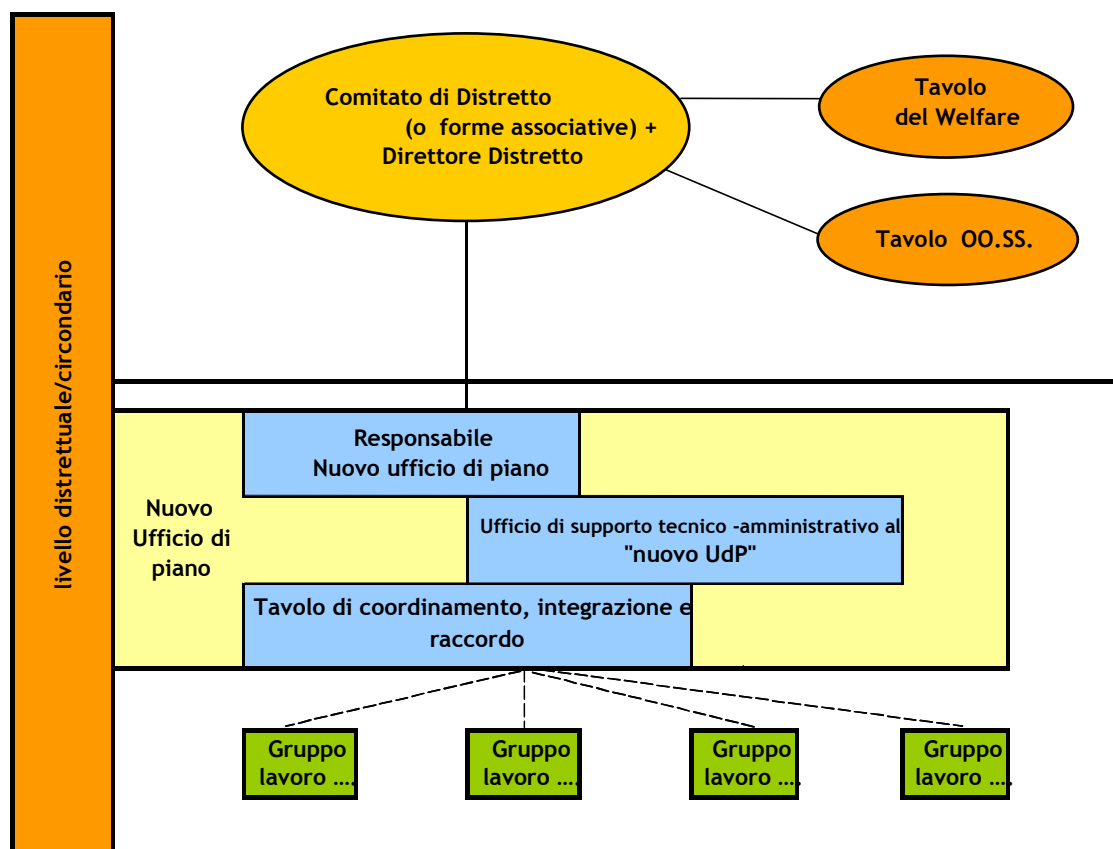 Comitato di Distretto
(o forme associative) +
Direttore Distretto
Tavolo
del Welfare
Tavolo OO.SS.
livello distrettuale/circondario
Responsabile
Nuovo ufficio di piano
Nuovo
Ufficio di
piano
Ufficio di supporto tecnico -amministrativo al
"nuovo UdP"
Tavolo di coordinamento, integrazione e
raccordo
Gruppo
lavoro ….
Gruppo
lavoro ….
Gruppo
lavoro ….
Gruppo
lavoro ….